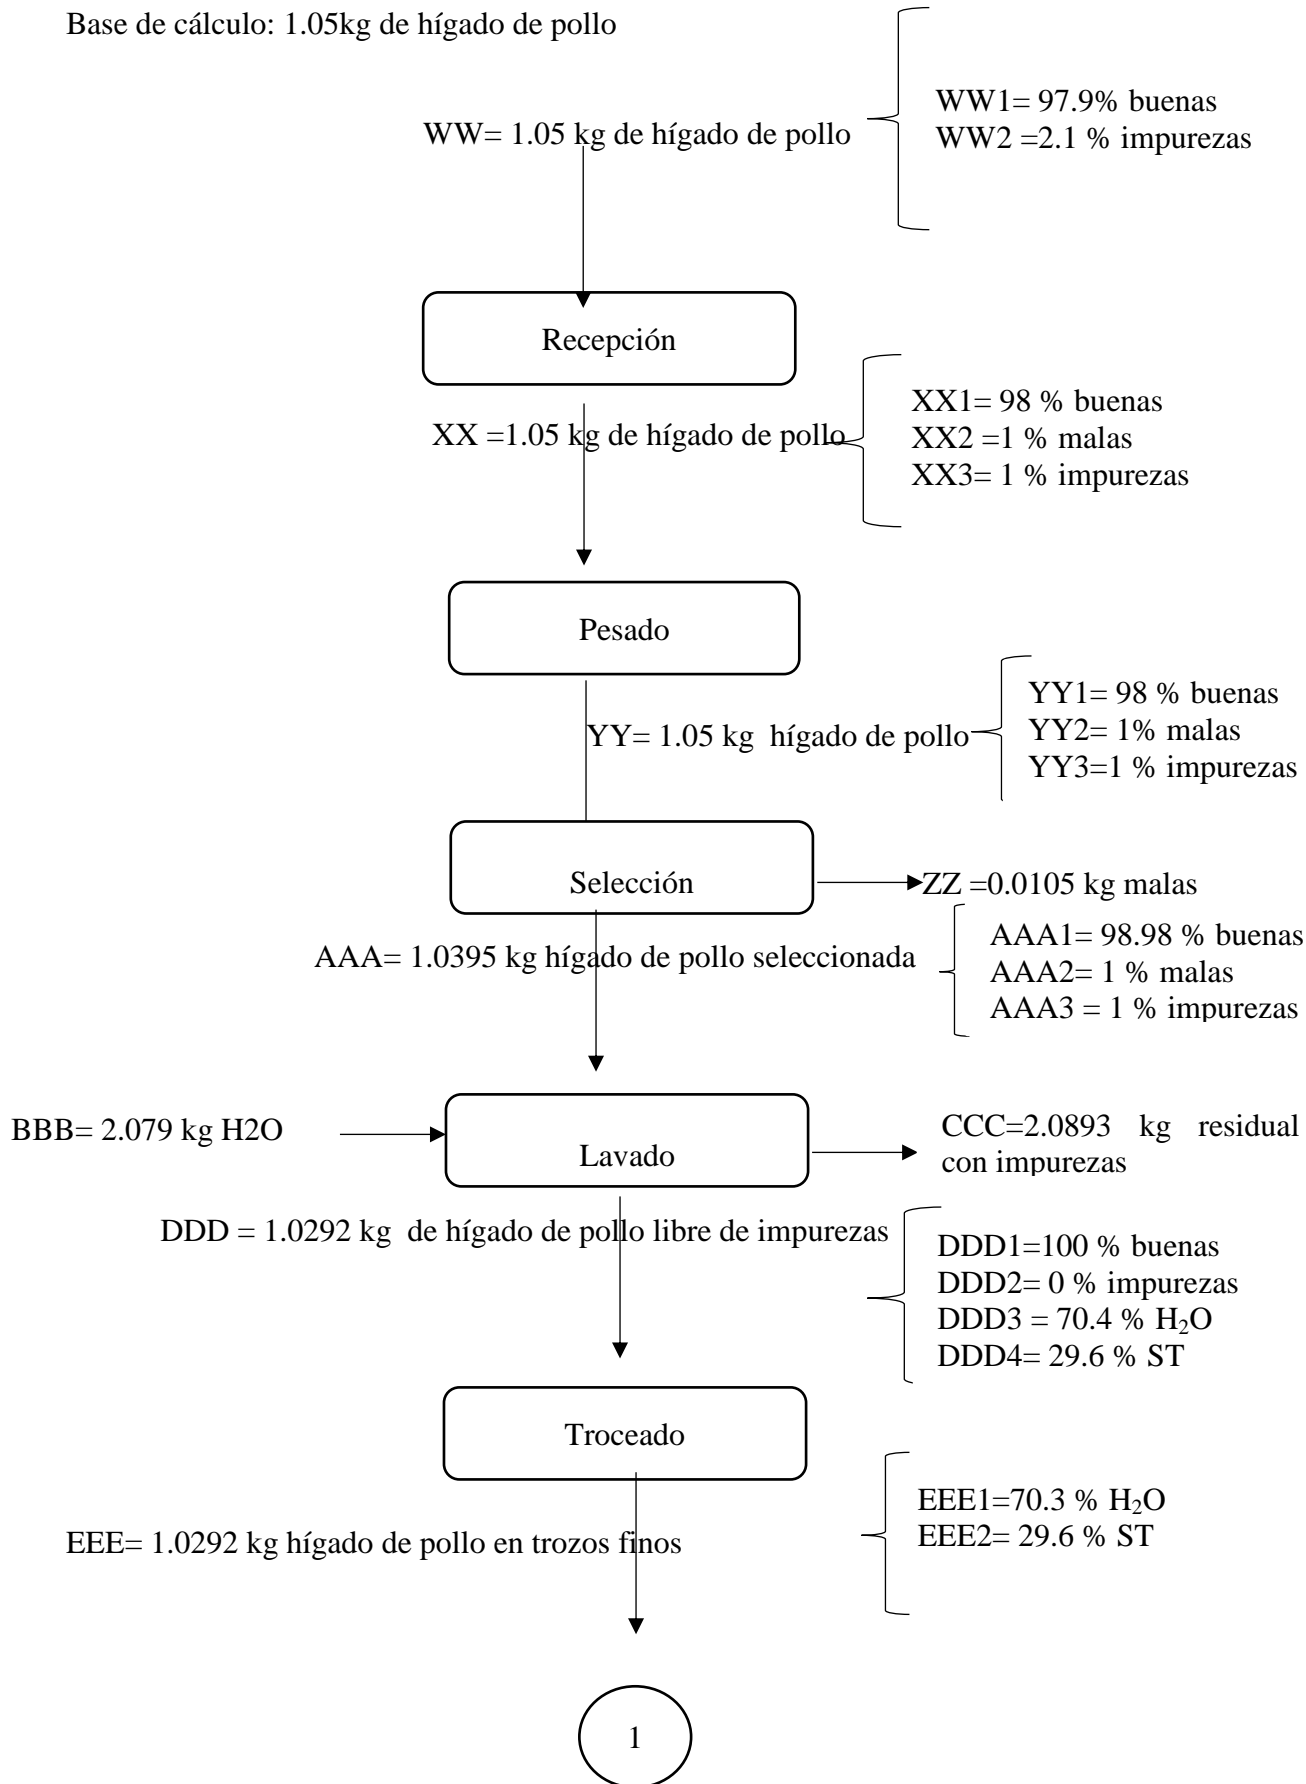 Base de cálculo: 1.05kg de hígado de pollo
WW= 1.05 kg de hígado de pollo
WW1= 97.9% buenas
WW2 =2.1 % impurezas
Recepción
XX =1.05 kg de hígado de pollo
XX1= 98 % buenas
XX2 =1 % malas
XX3= 1 % impurezas
Pesado
YY= 1.05 kg hígado de pollo
YY1= 98 % buenas
YY2= 1% malas
YY3=1 % impurezas
Selección
ZZ =0.0105 kg malas
AAA= 1.0395 kg hígado de pollo seleccionada
AAA1= 98.98 % buenas
AAA2= 1 % malas
AAA3 = 1 % impurezas
BBB= 2.079 kg H2O
Lavado
CCC=2.0893 kg residual
con impurezas
DDD = 1.0292 kg de hígado de pollo libre de impurezas
DDD1=100 % buenas
DDD2= 0 % impurezas
DDD3 = 70.4 % H₂O
DDD4= 29.6 % ST
Troceado
EEE= 1.0292 kg hígado de pollo en trozos finos
EEE1=70.3 % H₂O
EEE2= 29.6 % ST
1